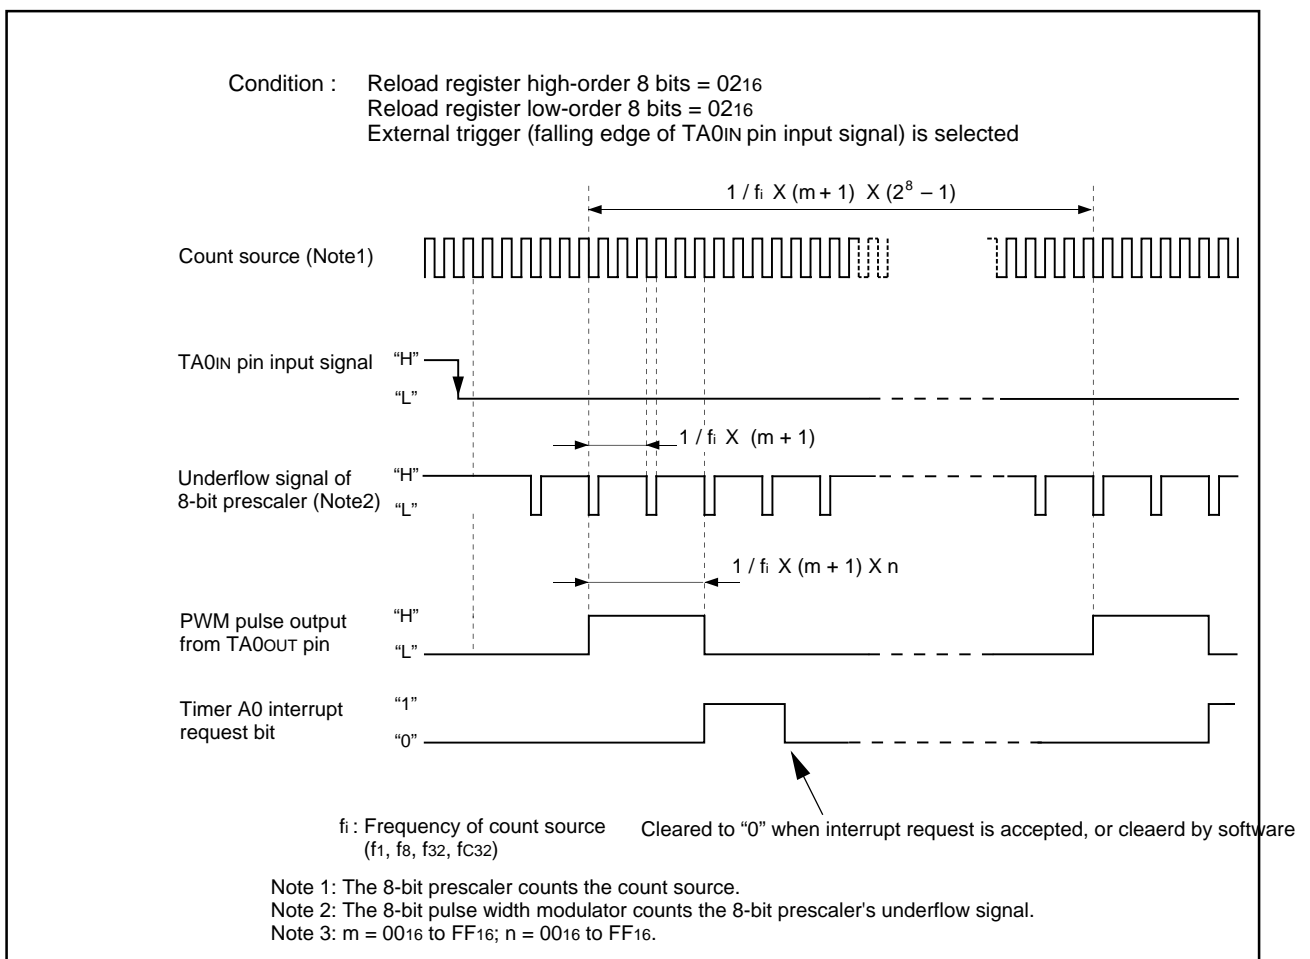 Condition : Reload register high-order 8 bits = 0216
Reload register low-order 8 bits = 0216
External trigger (falling edge of TA0IN pin input signal) is selected
1 / fi X (m + 1) X (2^8 – 1)
Count source (Note1)
TA0IN pin input signal
“H”
“L”
1 / fi X (m + 1)
Underflow signal of
8-bit prescaler (Note2)
“H”
“L”
1 / fi X (m + 1) X n
PWM pulse output
from TA0OUT pin
“H”
“L”
Timer A0 interrupt
request bit
“1”
“0”
fi : Frequency of count source
(f1, f8, f32, fC32)
Cleared to “0” when interrupt request is accepted, or cleaerd by software
Note 1: The 8-bit prescaler counts the count source.
Note 2: The 8-bit pulse width modulator counts the 8-bit prescaler's underflow signal.
Note 3: m = 0016 to FF16; n = 0016 to FF16.